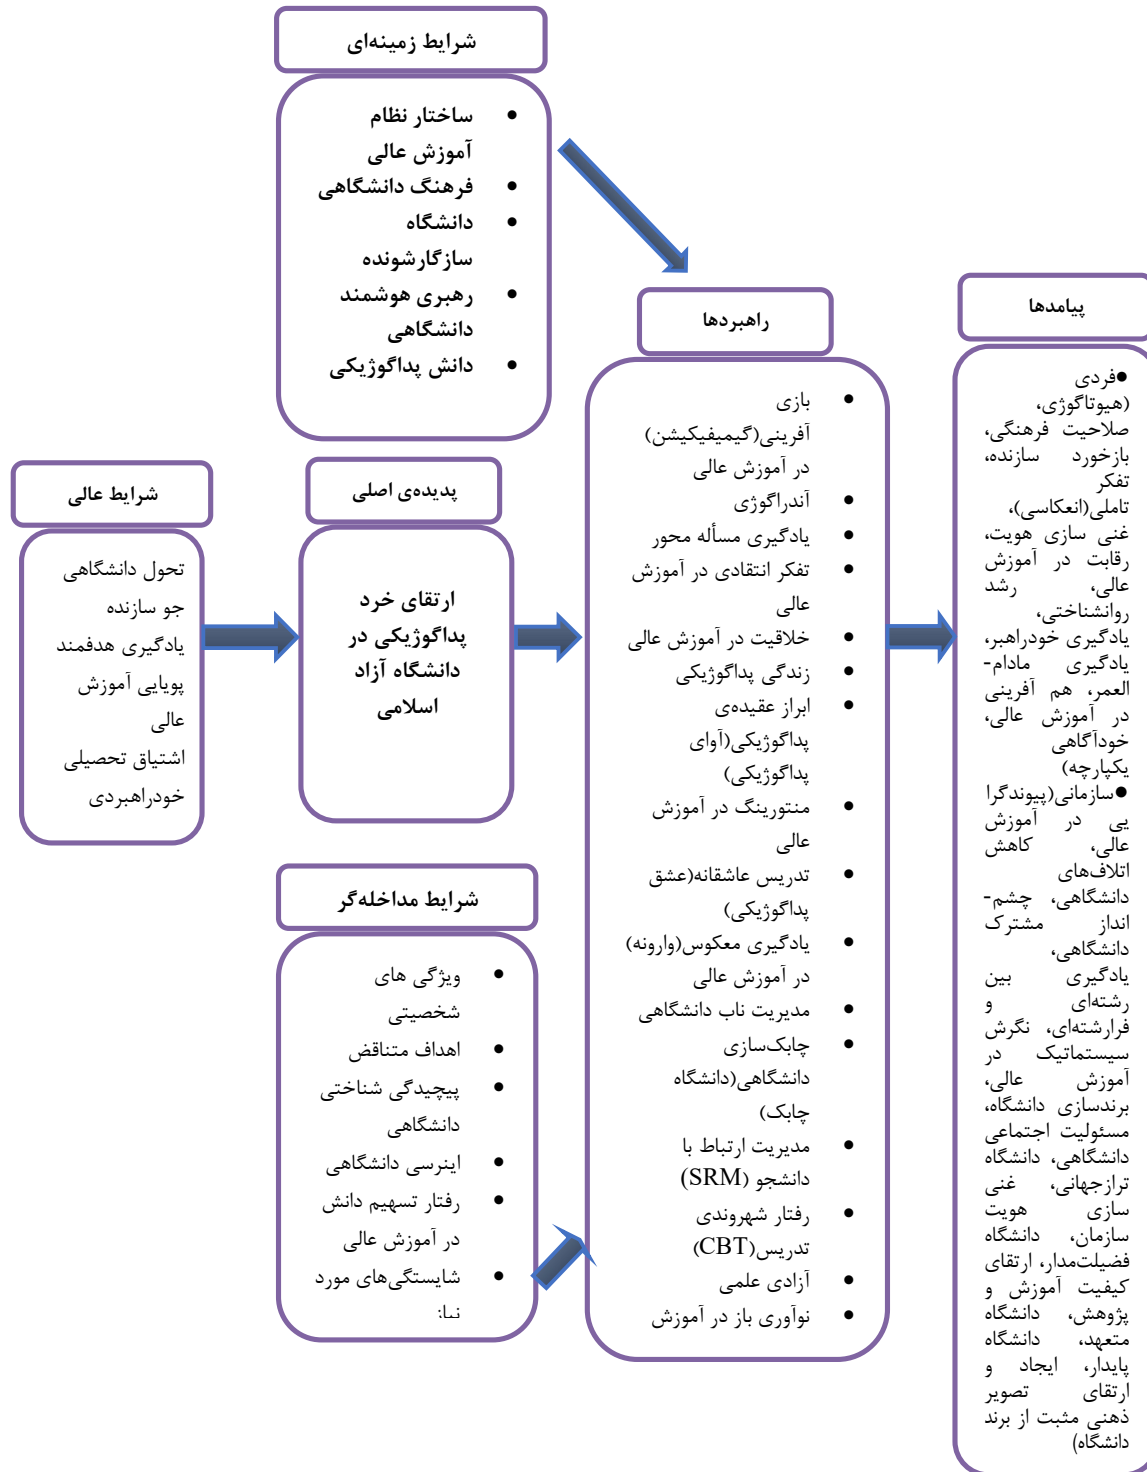 شرایط زمینه‌ای
● ساختار نظام
آموزش عالی
● فرهنگ دانشگاهی
● دانشگاه
سازگارشونده
● رهبری هوشمند
دانشگاهی
● دانش پداگوژیکی
پیامدها
●فردی
(هیوتاگوژی،
صلاحیت فرهنگی،
بازخورد سازنده،
تفکر
تاملی(انعکاسی)،
غنی سازی هویت،
رقابت در آموزش
عالی، رشد
روانشناختی،
یادگیری خودراهبر،
یادگیری مادام-
العمر، هم آفرینی
در آموزش عالی،
خودآگاهی
یکپارچه)
●سازمانی(پیوندگرا
یی در آموزش
عالی، کاهش
اتلاف‌های
دانشگاهی، چشم-
انداز مشترک
دانشگاهی،
یادگیری بین
رشته‌ای و
فرارشته‌ای، نگرش
سیستماتیک در
آموزش عالی،
برندسازی دانشگاه،
مسئولیت اجتماعی
دانشگاهی، دانشگاه
ترازجهانی، غنی
سازی هویت
سازمان، دانشگاه
فضیلت‌مدار، ارتقای
کیفیت آموزش و
پژوهش، دانشگاه
متعهد، دانشگاه
پایدار، ایجاد و
ارتقای تصویر
ذهنی مثبت از برند
دانشگاه)
راهبردها
● بازی
آفرینی(گیمیفیکیشن)
در آموزش عالی
● آندراگوژی
● یادگیری مسأله محور
● تفکر انتقادی در آموزش
عالی
● خلاقیت در آموزش عالی
● زندگی پداگوژیکی
● ابراز عقیده‌ی
پداگوژیکی(آوای
پداگوژیکی)
● منتورینگ در آموزش
عالی
● تدریس عاشقانه(عشق
پداگوژیکی)
● یادگیری معکوس(وارونه)
در آموزش عالی
● مدیریت ناب دانشگاهی
● چابک‌سازی
دانشگاهی(دانشگاه
چابک)
● مدیریت ارتباط با
دانشجو (SRM)
● رفتار شهروندی
تدریس(CBT)
● آزادی علمی
● نوآوری باز در آموزش
پدیده‌ی اصلی
ارتقای خرد
پداگوژیکی در
دانشگاه آزاد
اسلامی
شرایط عالی
تحول دانشگاهی
جو سازنده
یادگیری هدفمند
پویایی آموزش
عالی
اشتیاق تحصیلی
خودراهبردی
شرایط مداخله‌گر
● ویژگی های
شخصیتی
● اهداف متناقض
● پیچیدگی شناختی
دانشگاهی
● اینرسی دانشگاهی
● رفتار تسهیم دانش
در آموزش عالی
● شایستگی‌های مورد
نیاز